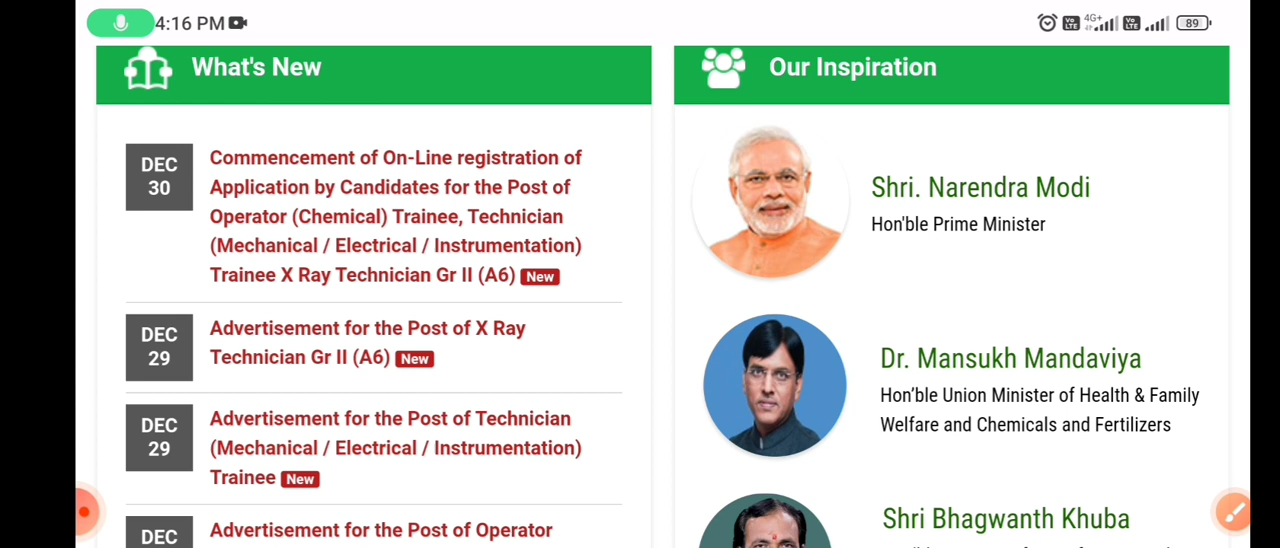 4:16 PM
Vo LTE 4G+ Vo LTE 89
What's New
DEC
30
Commencement of On-Line registration of
Application by Candidates for the Post of
Operator (Chemical) Trainee, Technician
(Mechanical / Electrical / Instrumentation)
Trainee X Ray Technician Gr II (A6) New
DEC
29
Advertisement for the Post of X Ray
Technician Gr II (A6) New
DEC
29
Advertisement for the Post of Technician
(Mechanical / Electrical / Instrumentation)
Trainee New
DEC
Advertisement for the Post of Operator
Our Inspiration
Shri. Narendra Modi
Hon'ble Prime Minister
Dr. Mansukh Mandaviya
Hon’ble Union Minister of Health & Family
Welfare and Chemicals and Fertilizers
Shri Bhagwanth Khuba